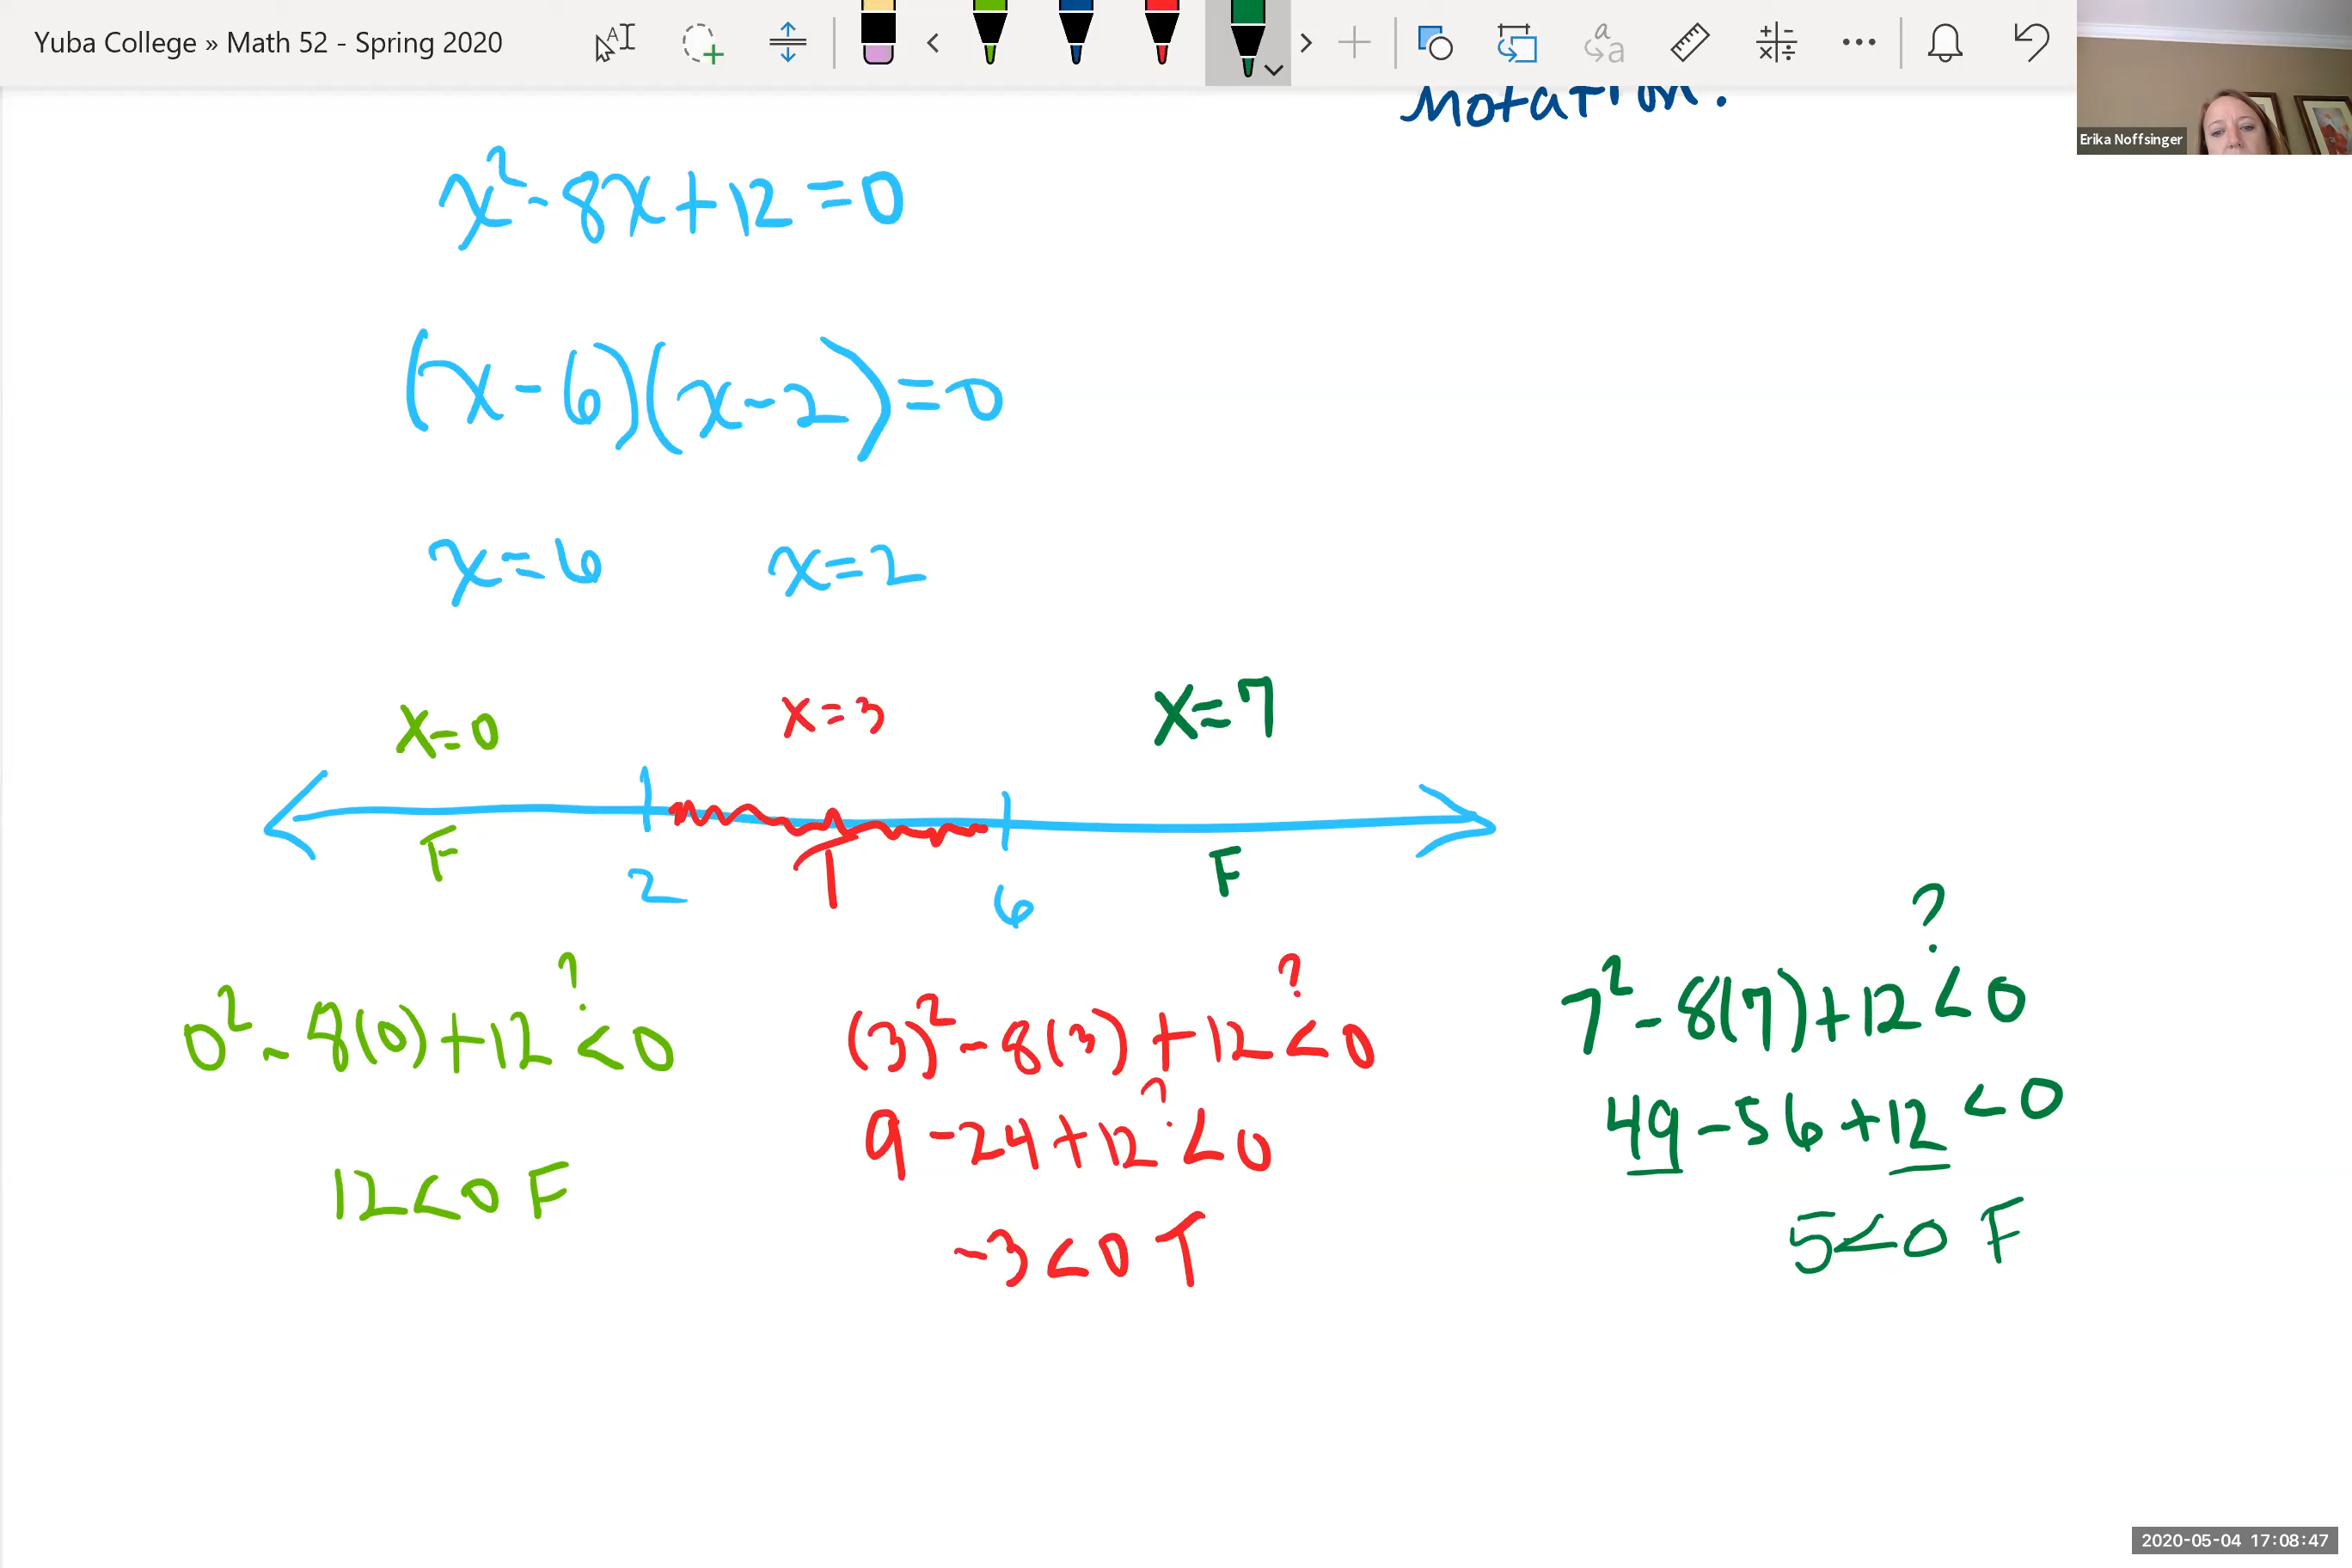 Yuba College » Math 52 - Spring 2020
Erika Noffsinger
notation.
x² - 8x + 12 = 0
(x - 6)(x - 2) = 0
x = 6 x = 2
x = 0 x = 3 x = 7
F T F
2 6
0² - 8(0) + 12 ? < 0
12 < 0 F
(3)² - 8(3) + 12 ? < 0
9 - 24 + 12 ? < 0
-3 < 0 T
7² - 8(7) + 12 ? < 0
49 - 56 + 12 < 0
5 < 0 F
2020-05-04 17:08:47